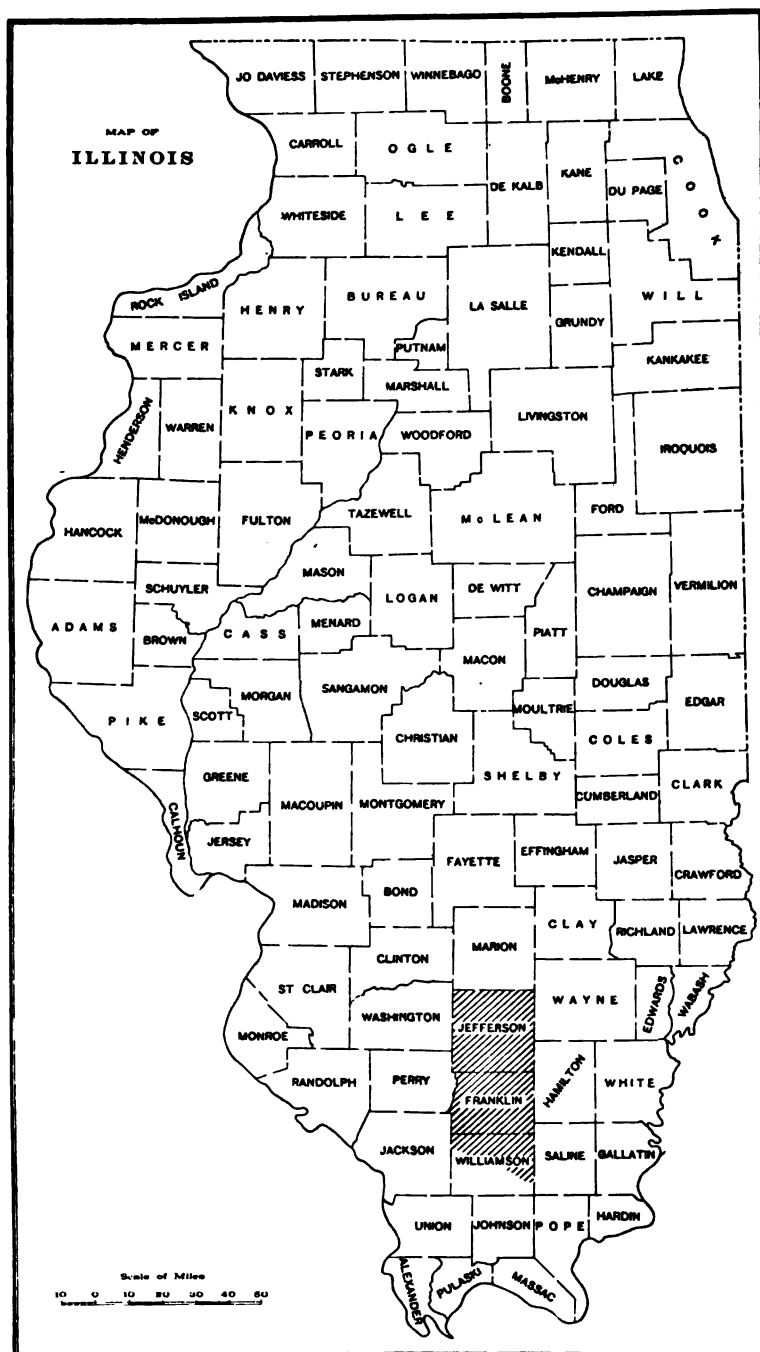 JO DAVIESS STEPHENSON WINNEBAGO BOONE McHENRY LAKE
MAP OF
ILLINOIS
CARROLL OGLE DE KALB KANE DU PAGE COOK
WHITESIDE LEE
KENDALL
ROCK ISLAND HENRY BUREAU LA SALLE GRUNDY WILL
MERCER PUTNAM KANKAKEE
STARK MARSHALL
HENDERSON WARREN KNOX PEORIA WOODFORD LIVINGSTON IROQUOIS
HANCOCK McDONOUGH FULTON TAZEWELL McLEAN FORD
MASON
SCHUYLER LOGAN DE WITT CHAMPAIGN VERMILION
ADAMS BROWN CASS MENARD PIATT
MACON
PIKE SCOTT MORGAN SANGAMON MOULTRIE DOUGLAS EDGAR
CHRISTIAN COLES
GREENE SHELBY
CALHOUN MACOUPIN MONTGOMERY CUMBERLAND CLARK
JERSEY
FAYETTE EFFINGHAM JASPER CRAWFORD
MADISON BOND
CLAY RICHLAND LAWRENCE
CLINTON MARION
ST CLAIR WAYNE EDWARDS WABASH
WASHINGTON JEFFERSON
MONROE
RANDOLPH PERRY FRANKLIN HAMILTON WHITE
JACKSON WILLIAMSON SALINE GALLATIN
UNION JOHNSON POPE HARDIN
ALEXANDER PULASKI MASSAC
Scale of Miles
10 0 10 20 30 40 50